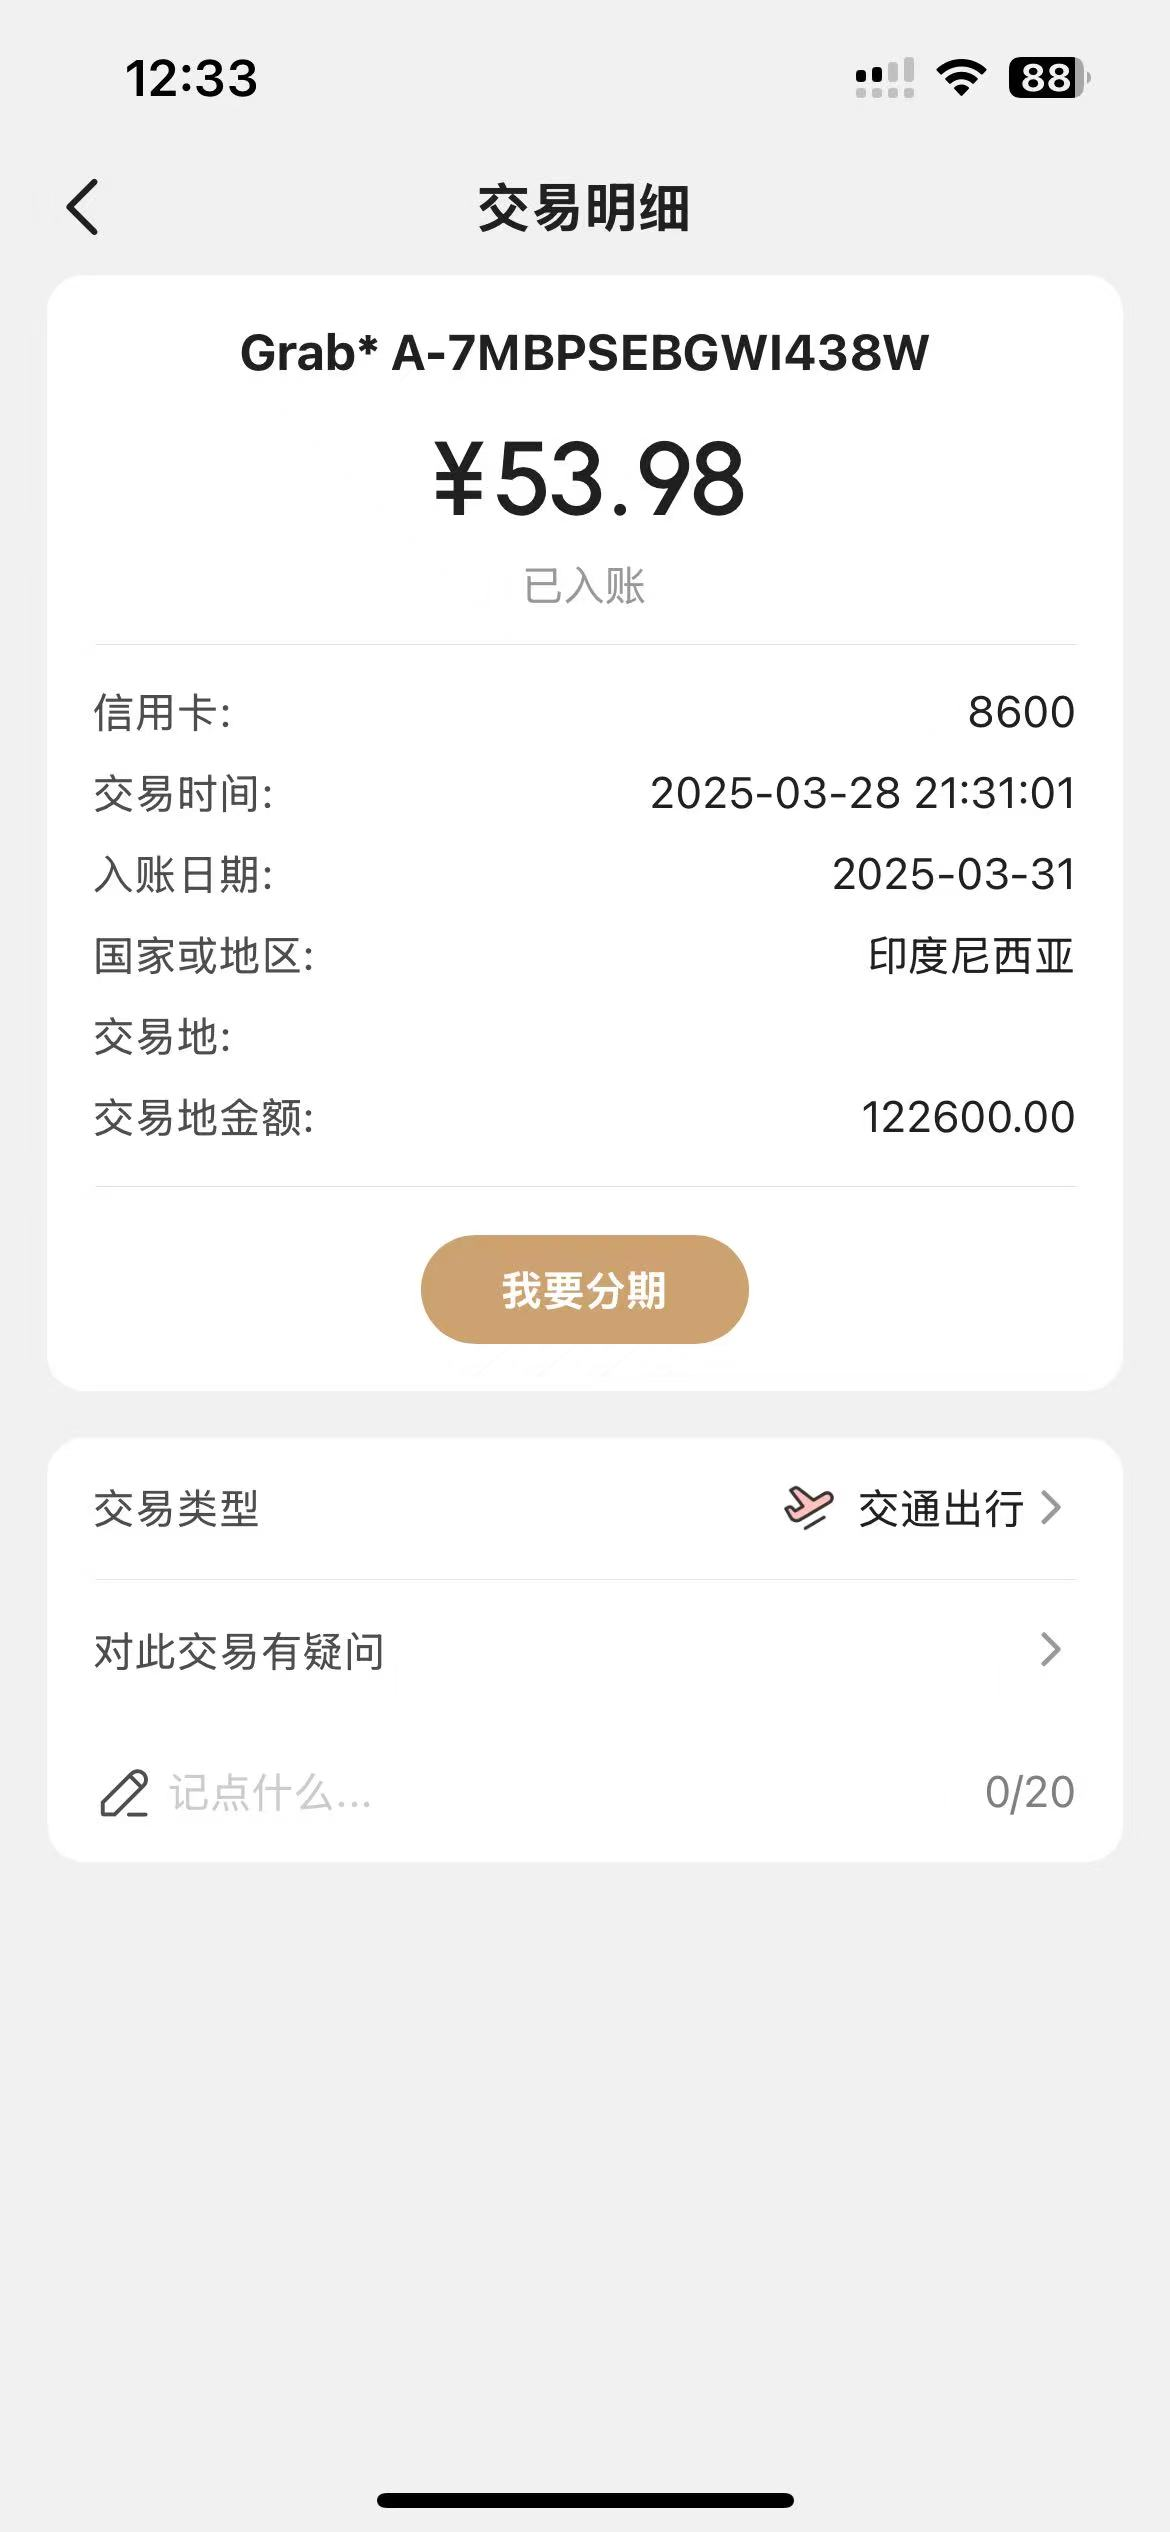 12:33
88
交易明细
Grab* A-7MBPSEBGWI438W
¥53.98
已入账
信用卡: 8600
交易时间: 2025-03-28 21:31:01
入账日期: 2025-03-31
国家或地区: 印度尼西亚
交易地:
交易地金额: 122600.00
我要分期
交易类型 交通出行
对此交易有疑问
记点什么... 0/20